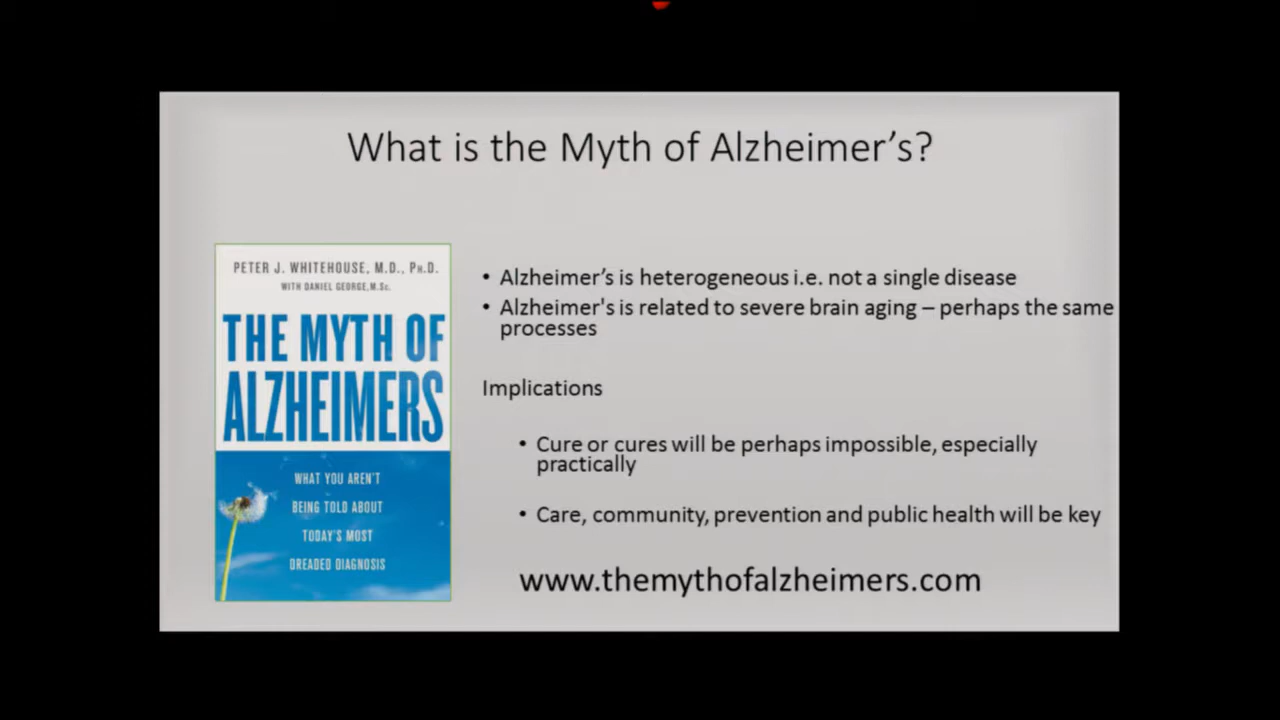 What is the Myth of Alzheimer’s?
PETER J. WHITEHOUSE, M.D., PH.D.
WITH DANIEL GEORGE, M.Sc.
THE MYTH OF
ALZHEIMERS
WHAT YOU AREN'T
BEING TOLD ABOUT
TODAY'S MOST
DREADED DIAGNOSIS
• Alzheimer’s is heterogeneous i.e. not a single disease
• Alzheimer's is related to severe brain aging – perhaps the same
processes
Implications
• Cure or cures will be perhaps impossible, especially
practically
• Care, community, prevention and public health will be key
www.themythofalzheimers.com